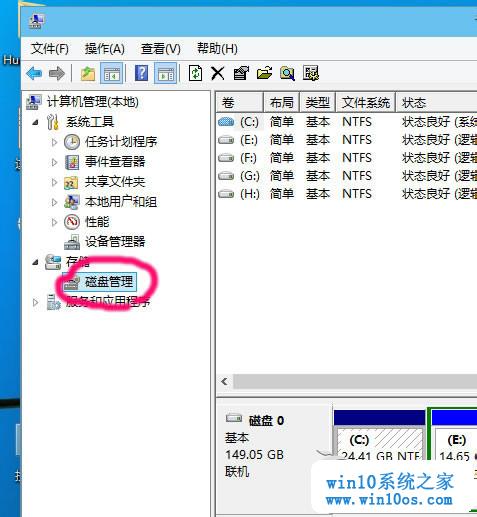 文件(F) 操作(A) 查看(V) 帮助(H)
计算机管理(本地)
系统工具
任务计划程序
事件查看器
共享文件夹
本地用户和组
性能
设备管理器
存储
磁盘管理
服务和应用程序
卷 布局 类型 文件系统 状态
(C:) 简单 基本 NTFS 状态良好 (系统
(E:) 简单 基本 NTFS 状态良好 (逻辑
(F:) 简单 基本 NTFS 状态良好 (逻辑
(G:) 简单 基本 NTFS 状态良好 (逻辑
(H:) 简单 基本 NTFS 状态良好 (逻辑
磁盘 0
基本
149.05 GB
联机
(C:)
24.41 GB NTF
(E:)
14.65
win10系统之家
www.win10os.com